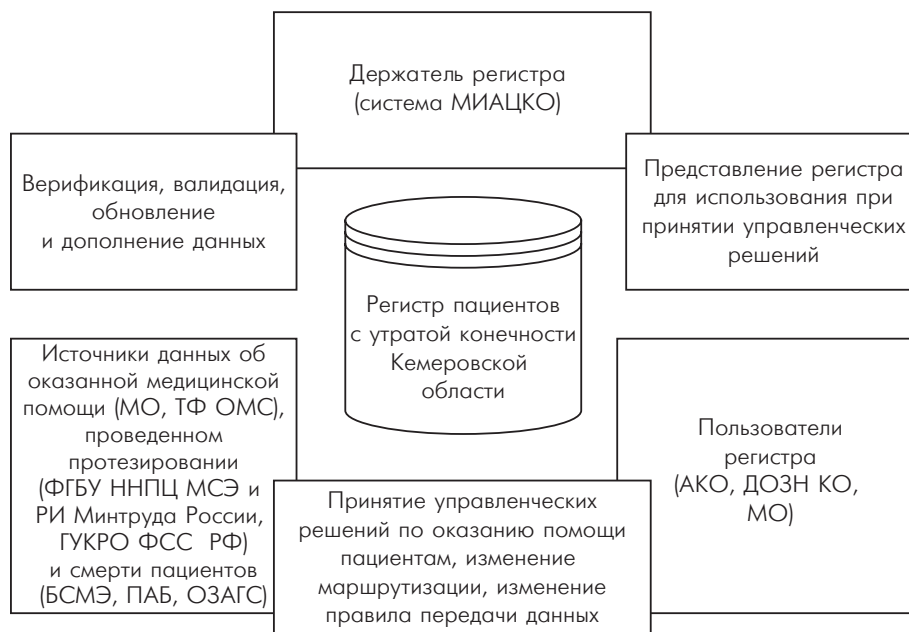 Держатель регистра
(система МИАЦКО)
Верификация, валидация,
обновление
и дополнение данных
Представление регистра
для использования при
принятии управленческих
решений
Регистр пациентов
с утратой конечности
Кемеровской
области
Источники данных об
оказанной медицинской
помощи (МО, ТФ ОМС),
проведенном
протезировании
(ФГБУ ННПЦ МСЭ и
РИ Минтруда России,
ГУКРО ФСС РФ)
и смерти пациентов
(БСМЭ, ПАБ, ОЗАГС)
Принятие управленческих
решений по оказанию помощи
пациентам, изменение
маршрутизации, изменение
правила передачи данных
Пользователи
регистра
(АКО, ДОЗН КО,
МО)